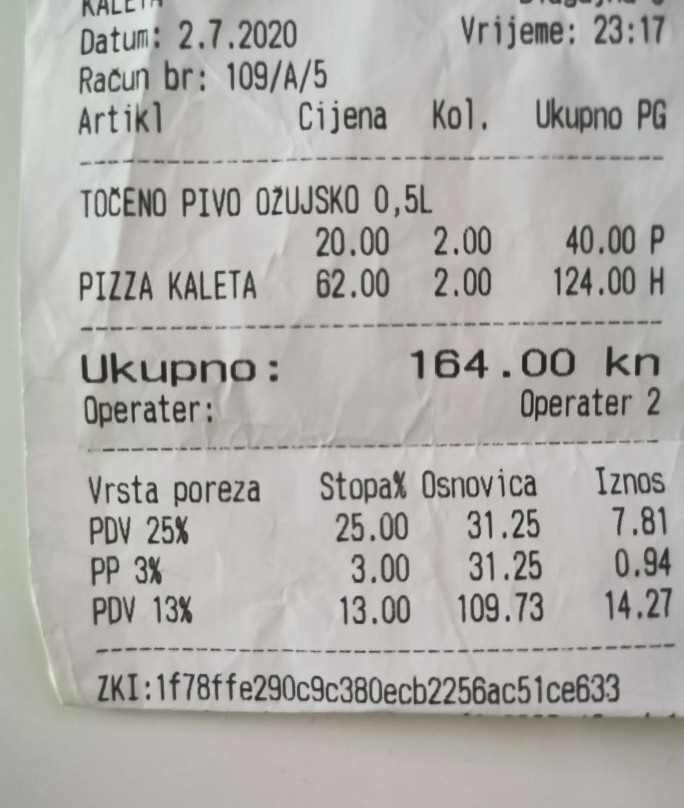 KALETA
Datum: 2.7.2020 Vrijeme: 23:17
Račun br: 109/A/5
Artikl Cijena Kol. Ukupno PG
TOČENO PIVO OŽUJSKO 0,5L
20.00 2.00 40.00 P
PIZZA KALETA 62.00 2.00 124.00 H
Ukupno: 164.00 kn
Operater: Operater 2
Vrsta poreza Stopa% Osnovica Iznos
PDV 25% 25.00 31.25 7.81
PP 3% 3.00 31.25 0.94
PDV 13% 13.00 109.73 14.27
ZKI:1f78ffe290c9c380ecb2256ac51ce633